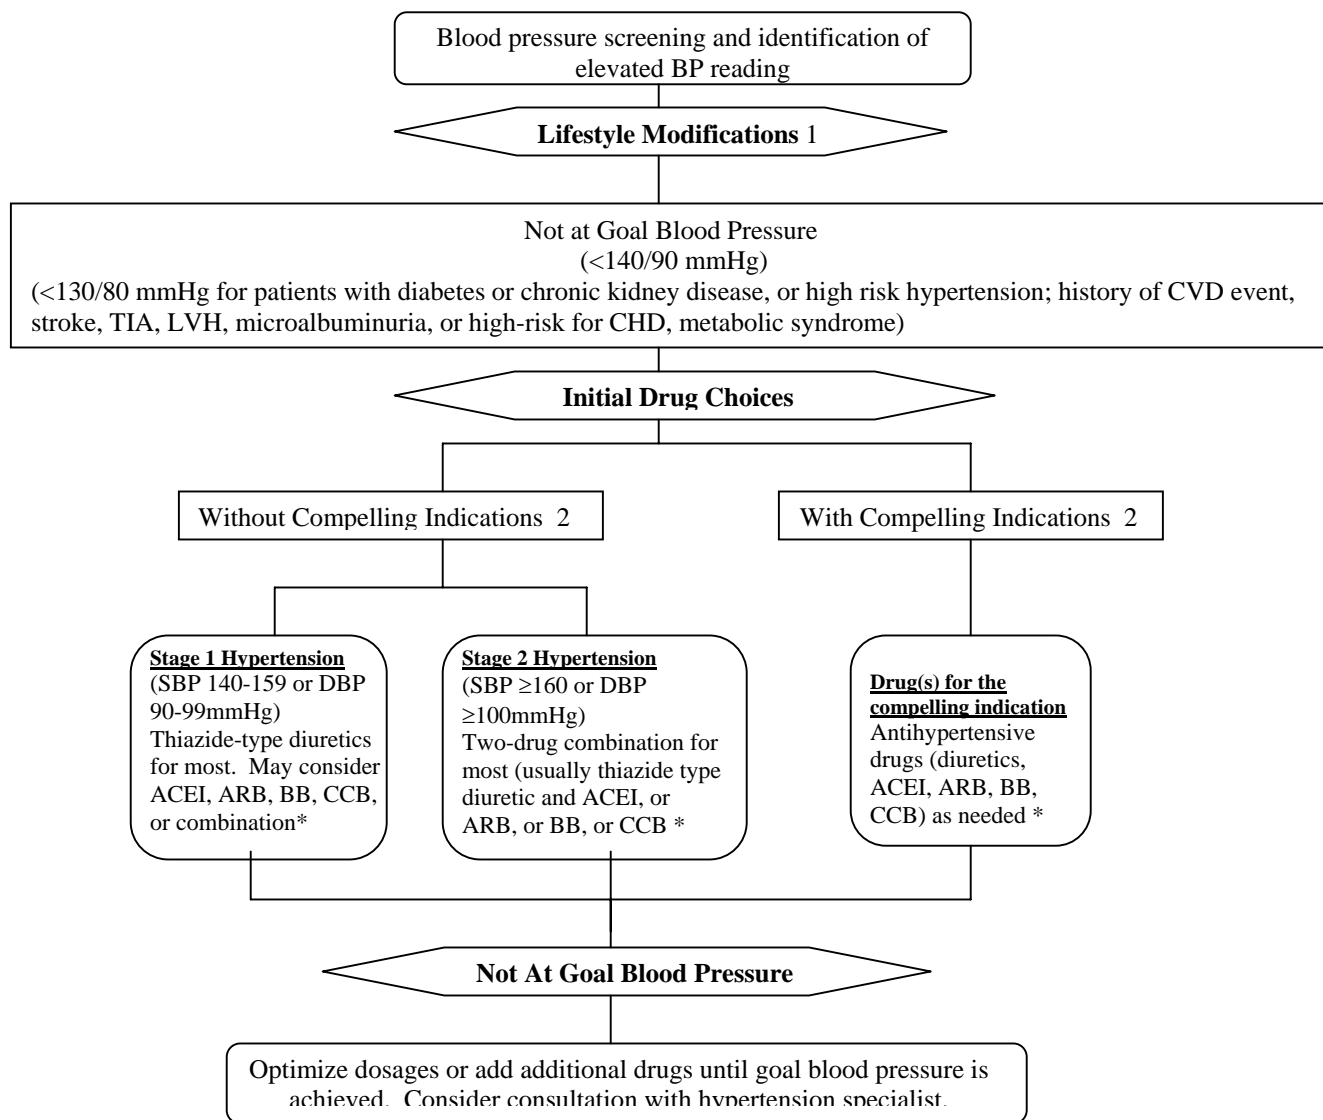 Blood pressure screening and identification of
elevated BP reading
Lifestyle Modifications 1
Not at Goal Blood Pressure
(<140/90 mmHg)
(<130/80 mmHg for patients with diabetes or chronic kidney disease, or high risk hypertension; history of CVD event,
stroke, TIA, LVH, microalbuminuria, or high-risk for CHD, metabolic syndrome)
Initial Drug Choices
Without Compelling Indications 2
With Compelling Indications 2
Stage 1 Hypertension
(SBP 140-159 or DBP
90-99mmHg)
Thiazide-type diuretics
for most. May consider
ACEI, ARB, BB, CCB,
or combination*
Stage 2 Hypertension
(SBP ≥160 or DBP
≥100mmHg)
Two-drug combination for
most (usually thiazide type
diuretic and ACEI, or
ARB, or BB, or CCB *
Drug(s) for the
compelling indication
Antihypertensive
drugs (diuretics,
ACEI, ARB, BB,
CCB) as needed *
Not At Goal Blood Pressure
Optimize dosages or add additional drugs until goal blood pressure is
achieved. Consider consultation with hypertension specialist.